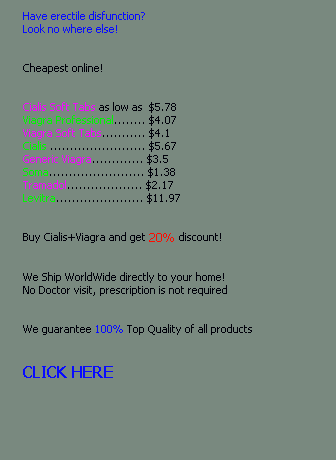 Have erectile disfunction?
Look no where else!
Cheapest online!
Cialis Soft Tabs as low as $5.78
Viagra Professional........ $4.07
Viagra Soft Tabs........... $4.1
Cialis........................ $5.67
Generic Viagra............. $3.5
........................ $1.38
Tramadol................... $2.17
Levitra...................... $11.97
Buy Cialis+Viagra and get 20% discount!
We Ship WorldWide directly to your home!
No Doctor visit, prescription is not required
We guarantee 100% Top Quality of all products
CLICK HERE